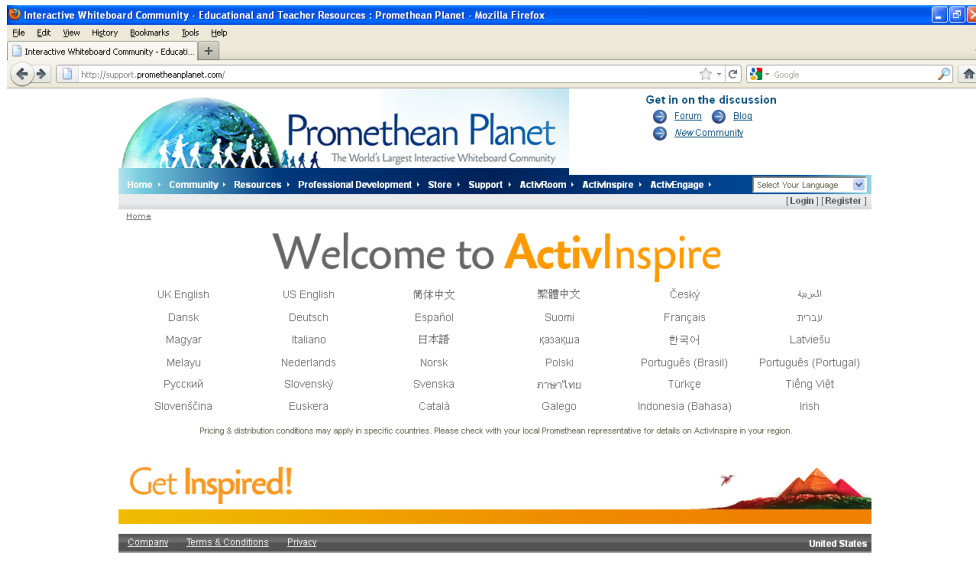 Interactive Whiteboard Community - Educational and Teacher Resources : Promethean Planet - Mozilla Firefox
File Edit View History Bookmarks Tools Help
Interactive Whiteboard Community - Educati... +
http://support.prometheanplanet.com/ Google
Get in on the discussion
Forum Blog
New Community
Promethean Planet
The World's Largest Interactive Whiteboard Community
Home Community Resources Professional Development Store Support ActivRoom ActivInspire ActivEngage Select Your Language
[ Login ] [ Register ]
Home
Welcome to ActivInspire
UK English US English 简体中文 繁體中文 Český العربية
Dansk Deutsch Español Suomi Français עברית
Magyar Italiano 日本語 қазақша 한국어 Latviešu
Melayu Nederlands Norsk Polski Português (Brasil) Português (Portugal)
Русский Slovenský Svenska ภาษาไทย Türkçe Tiếng Việt
Slovenščina Euskera Català Galego Indonesia (Bahasa) Irish
Pricing & distribution conditions may apply in specific countries. Please check with your local Promethean representative for details on ActivInspire in your region.
Get Inspired!
Company Terms & Conditions Privacy United States